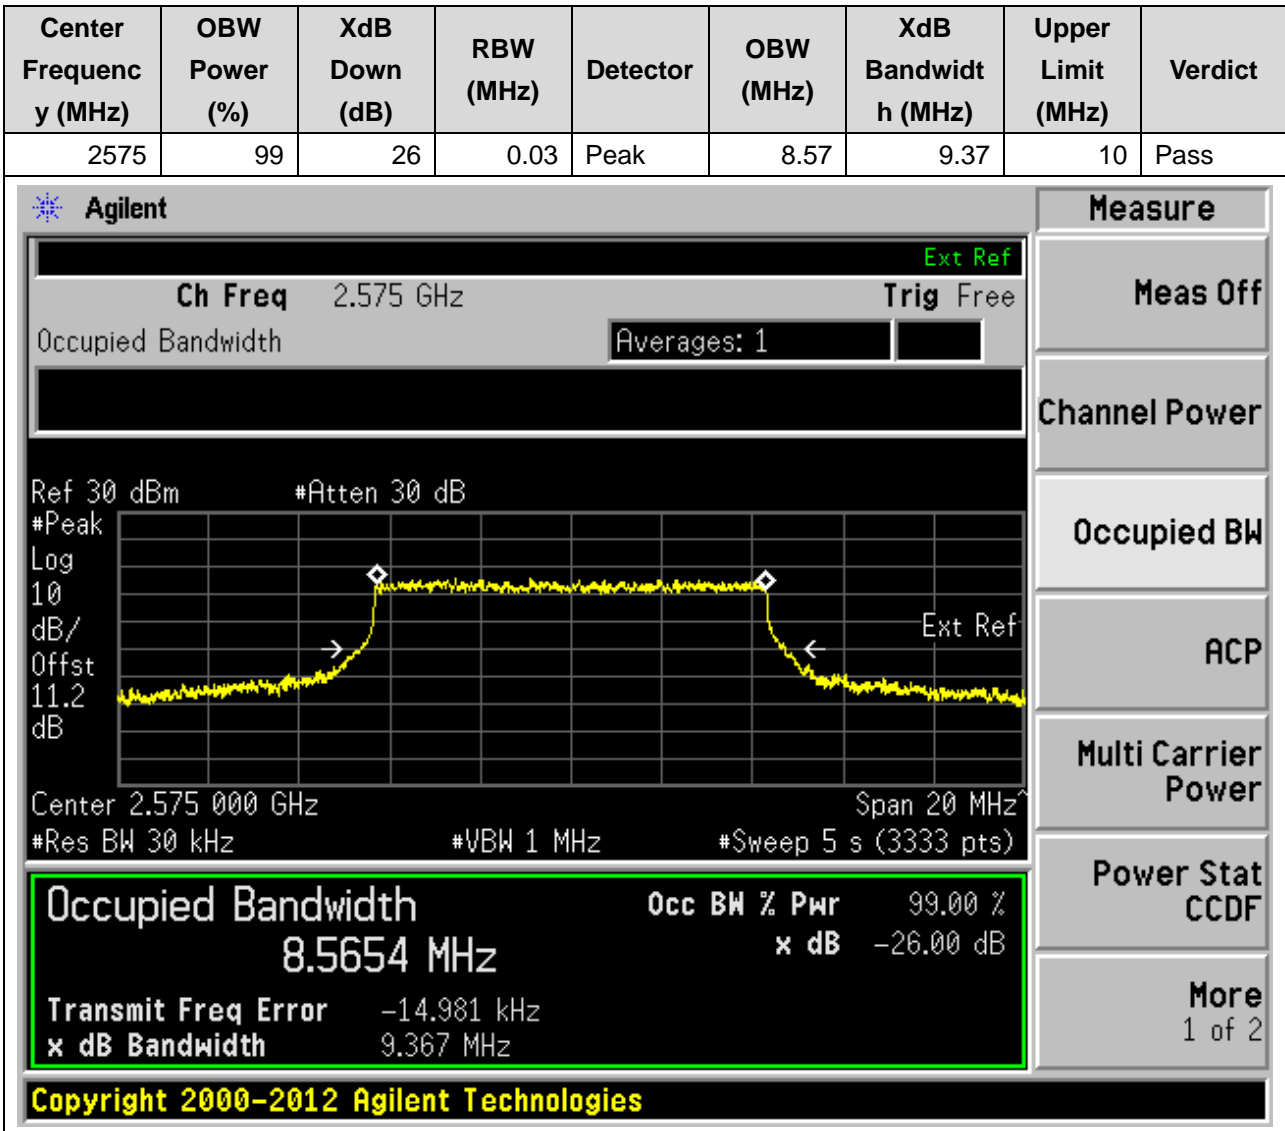 Center Frequenc y (MHz) OBW Power (%) XdB Down (dB) RBW (MHz) Detector OBW (MHz) XdB Bandwidt h (MHz) Upper Limit (MHz) Verdict
2575 99 26 0.03 Peak 8.57 9.37 10 Pass
Agilent
Measure
Ext Ref
Ch Freq 2.575 GHz Trig Free
Meas Off
Occupied Bandwidth Averages: 1
Channel Power
Ref 30 dBm #Atten 30 dB
#Peak
Log
10
dB/
Offst
11.2
dB
Ext Ref
Occupied BW
ACP
Center 2.575 000 GHz Span 20 MHz^
#Res BW 30 kHz #VBW 1 MHz #Sweep 5 s (3333 pts)
Multi Carrier
Power
Occupied Bandwidth Occ BW % Pwr 99.00 %
8.5654 MHz x dB -26.00 dB
Transmit Freq Error -14.981 kHz
x dB Bandwidth 9.367 MHz
Power Stat
CCDF
More
1 of 2
Copyright 2000-2012 Agilent Technologies